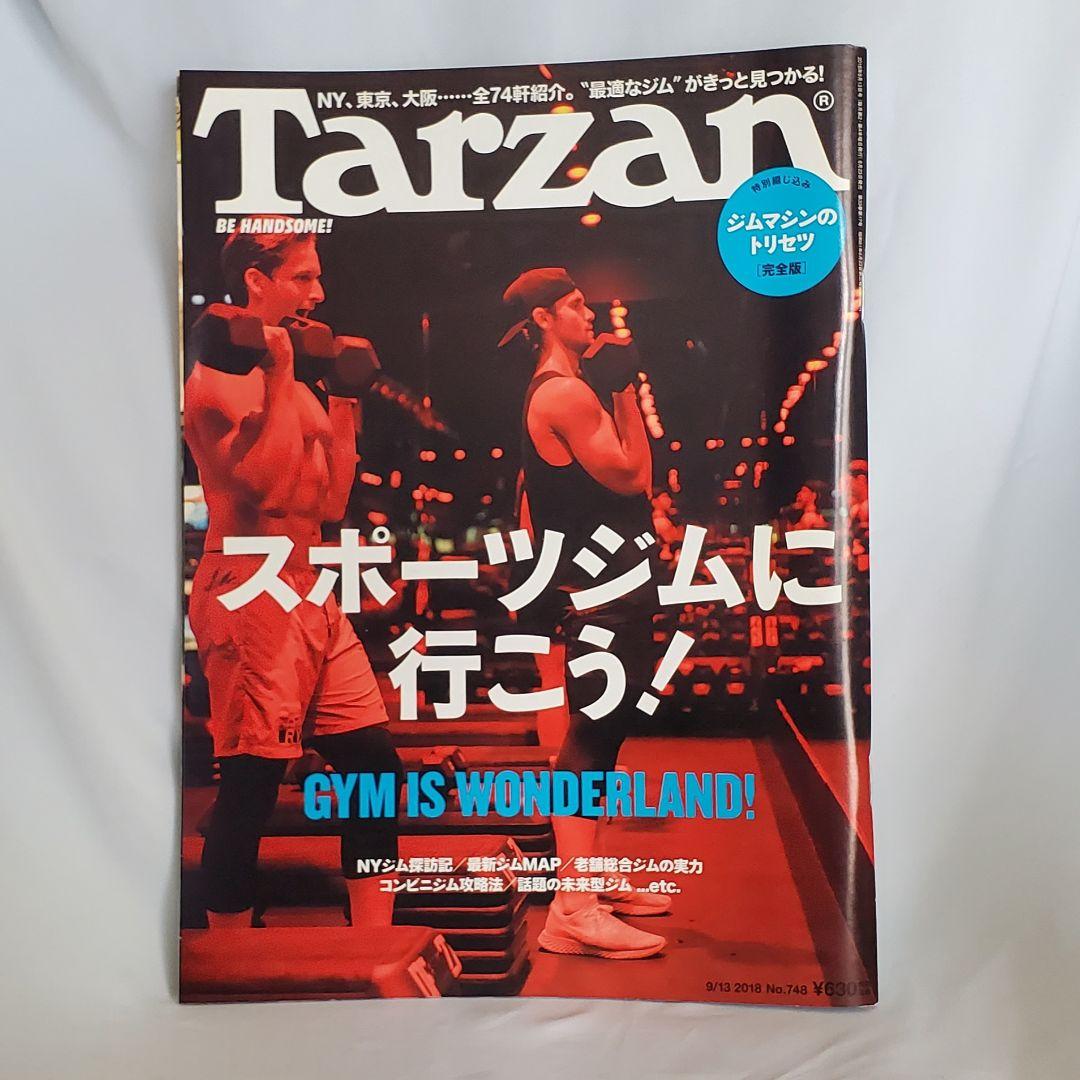 NY、東京、大阪……全74軒紹介。“最適なジム”がきっと見つかる!
Tarzan®
BE HANDSOME!
特別綴じ込み
ジムマシンの
トリセツ
[完全版]
スポーツジムに
行こう!
GYM IS WONDERLAND!
NYジム探訪記/最新ジムMAP/老舗総合ジムの実力
コンビニジム攻略法/話題の未来型ジム ...etc.
9/13 2018 No.748 ¥630